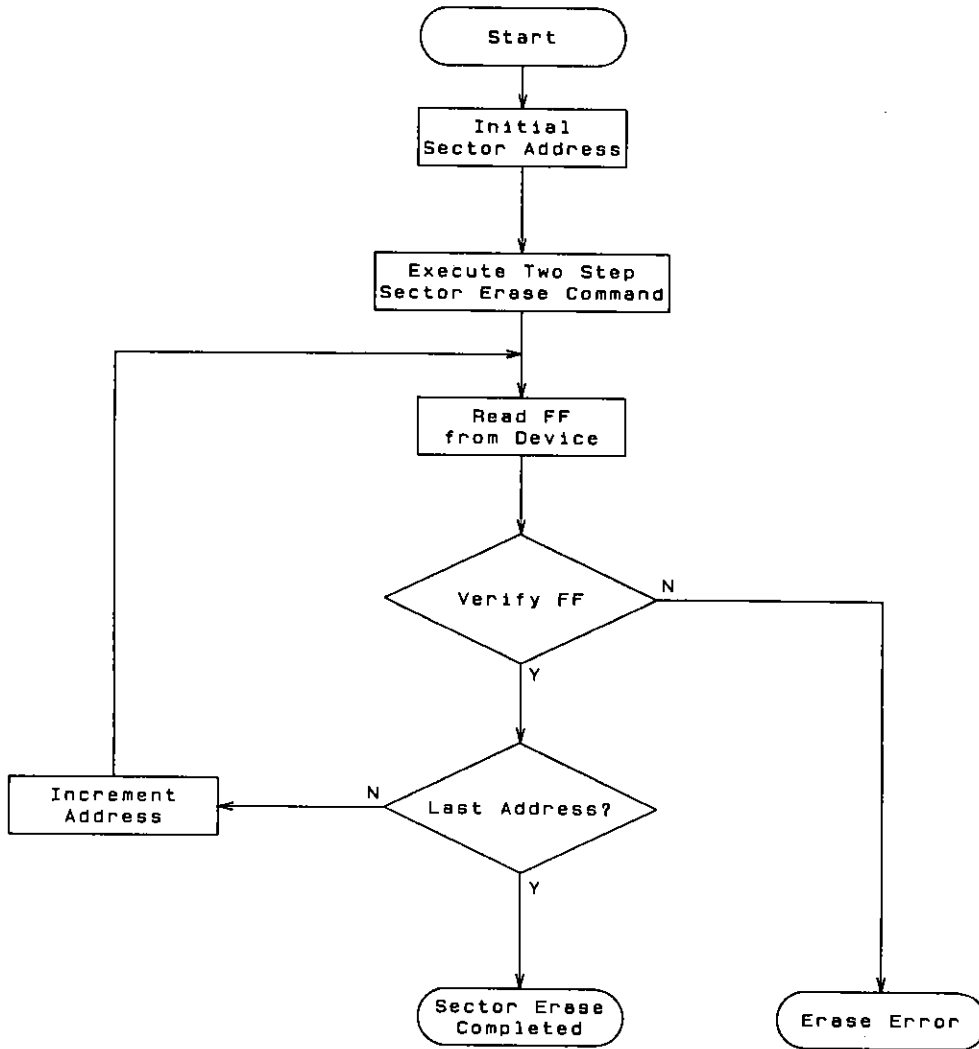 Start
Initial
Sector Address
Execute Two Step
Sector Erase Command
Read FF
from Device
Verify FF
N
Y
Last Address?
N
Increment
Address
Y
Sector Erase
Completed
Erase Error